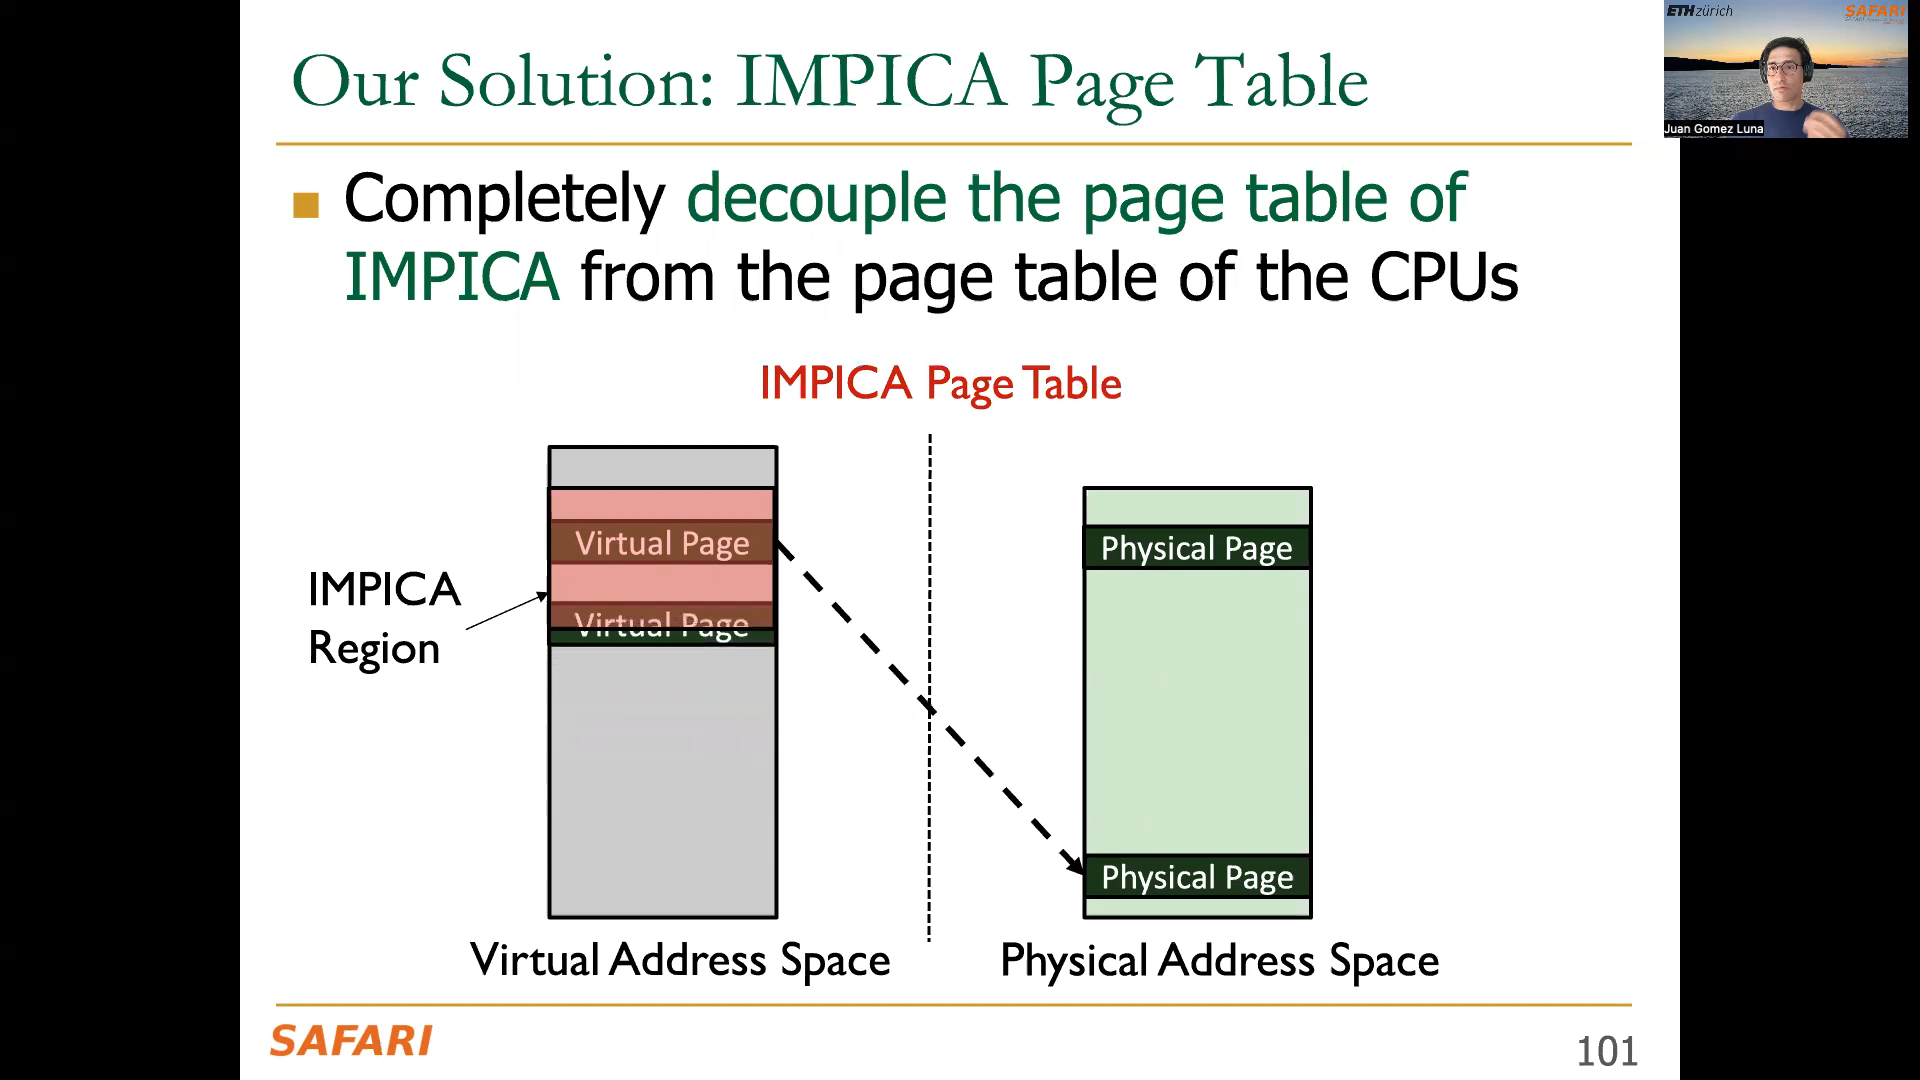 Our Solution: IMPICA Page Table
ETH zürich
SAFARI
Juan Gomez Luna
Completely decouple the page table of
IMPICA from the page table of the CPUs
IMPICA Page Table
Virtual Page
Physical Page
IMPICA
Region
Virtual Page
Physical Page
Virtual Address Space
Physical Address Space
SAFARI
101